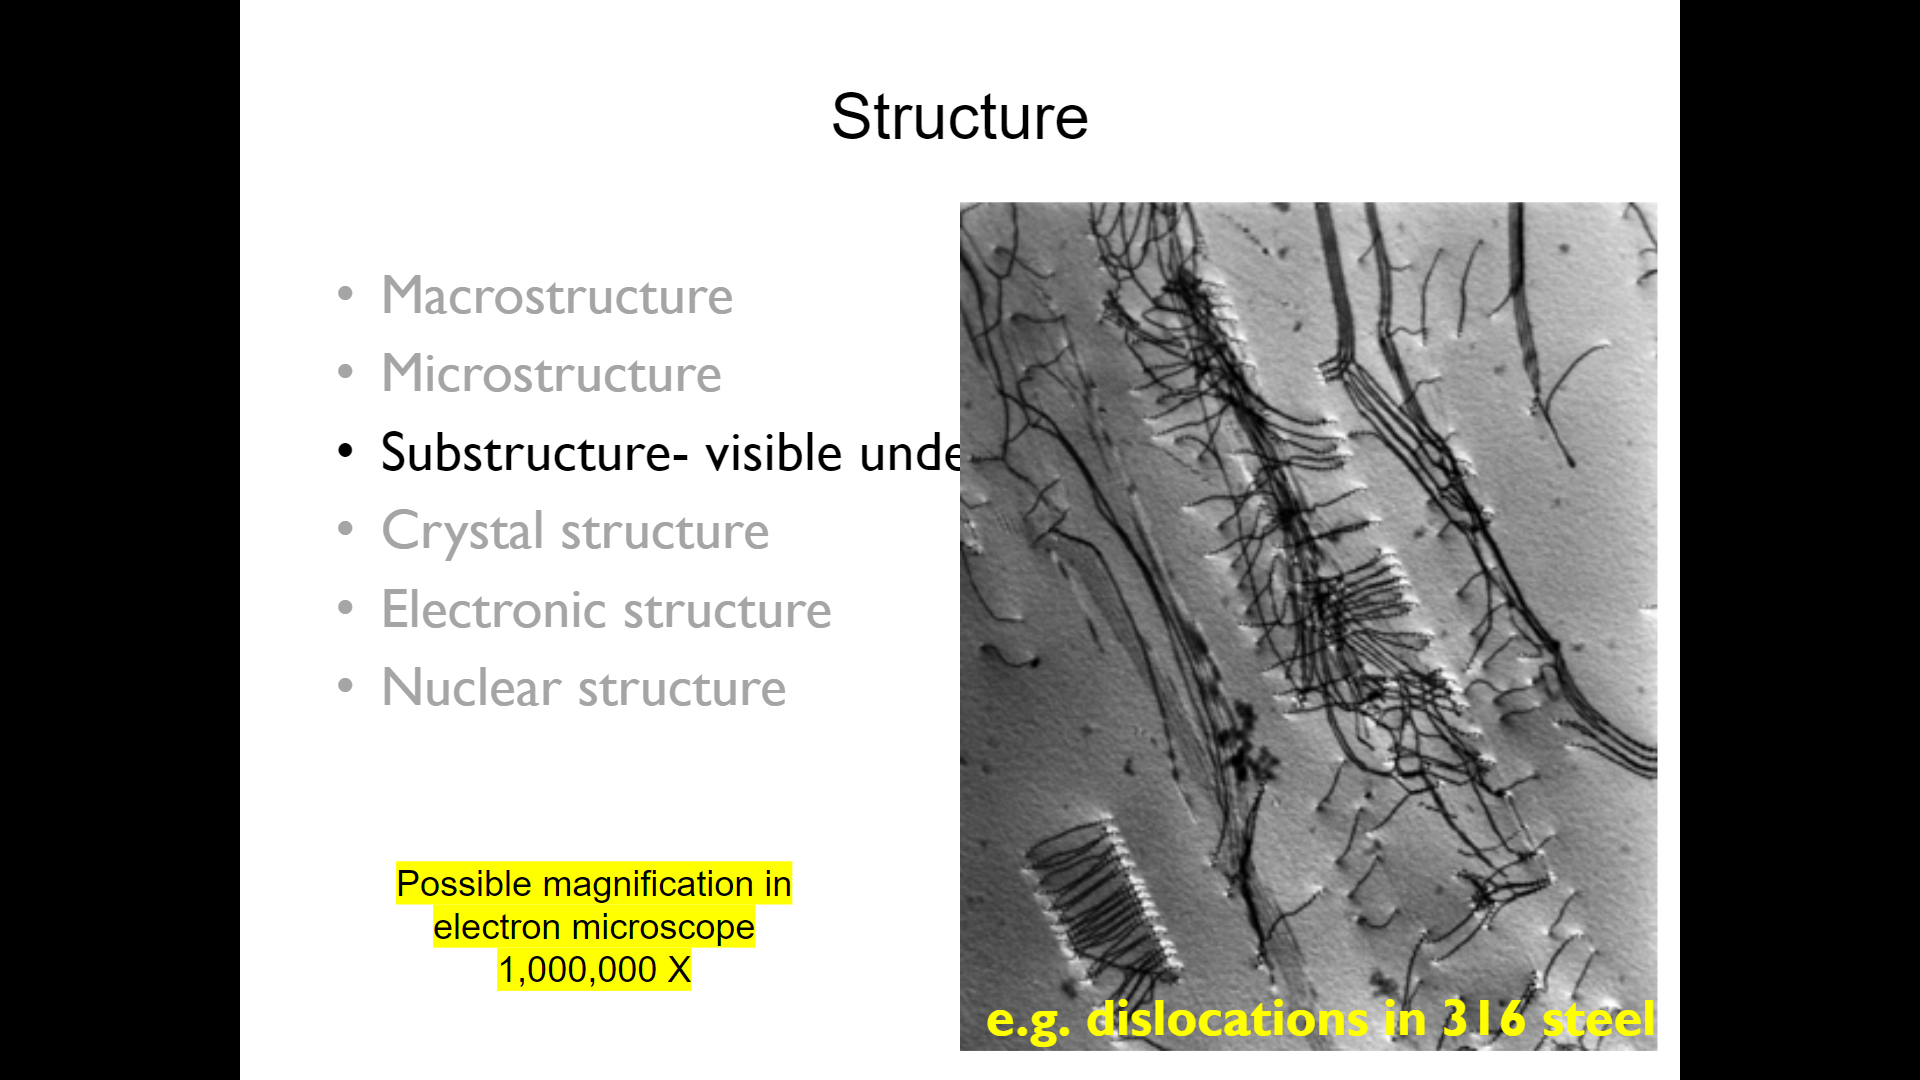 Structure
• Macrostructure
• Microstructure
• Substructure- visible unde
• Crystal structure
• Electronic structure
• Nuclear structure
Possible magnification in
electron microscope
1,000,000 X
e.g. dislocations in 316 steel